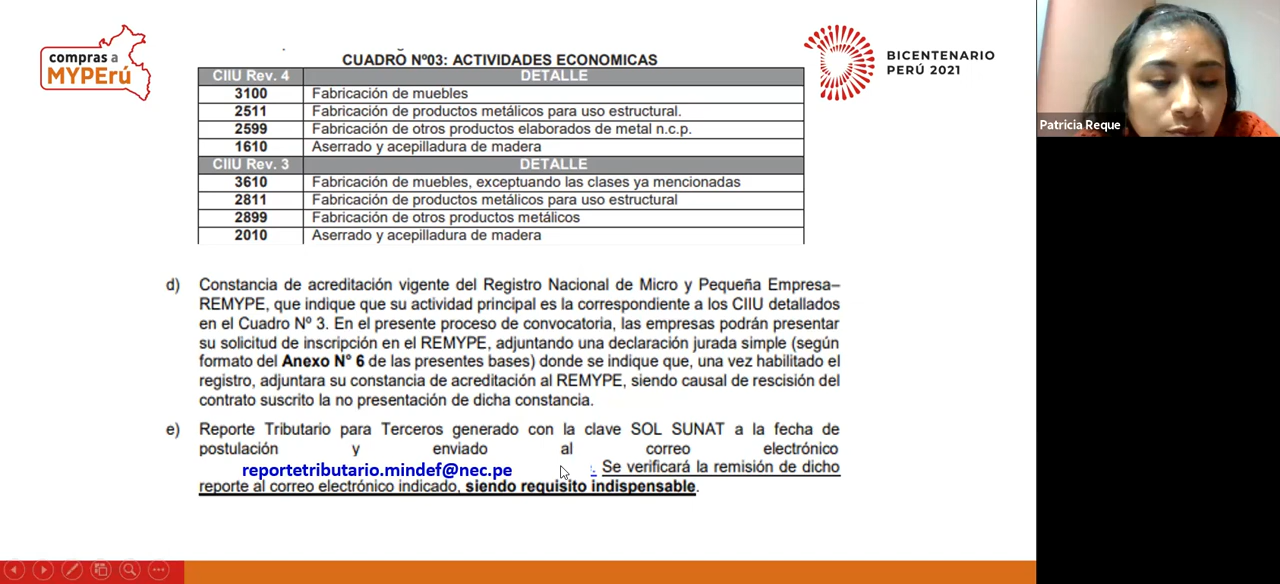 compras a
MYPErú
BICENTENARIO
PERÚ 2021
Patricia Reque
CUADRO Nº03: ACTIVIDADES ECONOMICAS
CIIU Rev. 4 DETALLE
3100 Fabricación de muebles
2511 Fabricación de productos metálicos para uso estructural.
2599 Fabricación de otros productos elaborados de metal n.c.p.
1610 Aserrado y acepilladura de madera
CIIU Rev. 3 DETALLE
3610 Fabricación de muebles, exceptuando las clases ya mencionadas
2811 Fabricación de productos metálicos para uso estructural
2899 Fabricación de otros productos metálicos
2010 Aserrado y acepilladura de madera
d) Constancia de acreditación vigente del Registro Nacional de Micro y Pequeña Empresa–
REMYPE, que indique que su actividad principal es la correspondiente a los CIIU detallados
en el Cuadro Nº 3. En el presente proceso de convocatoria, las empresas podrán presentar
su solicitud de inscripción en el REMYPE, adjuntando una declaración jurada simple (según
formato del Anexo N° 6 de las presentes bases) donde se indique que, una vez habilitado el
registro, adjuntara su constancia de acreditación al REMYPE, siendo causal de rescisión del
contrato suscrito la no presentación de dicha constancia.
e) Reporte Tributario para Terceros generado con la clave SOL SUNAT a la fecha de
postulación y enviado al correo electrónico
reportetributario.mindef@nec.pe . Se verificará la remisión de dicho
reporte al correo electrónico indicado, siendo requisito indispensable.